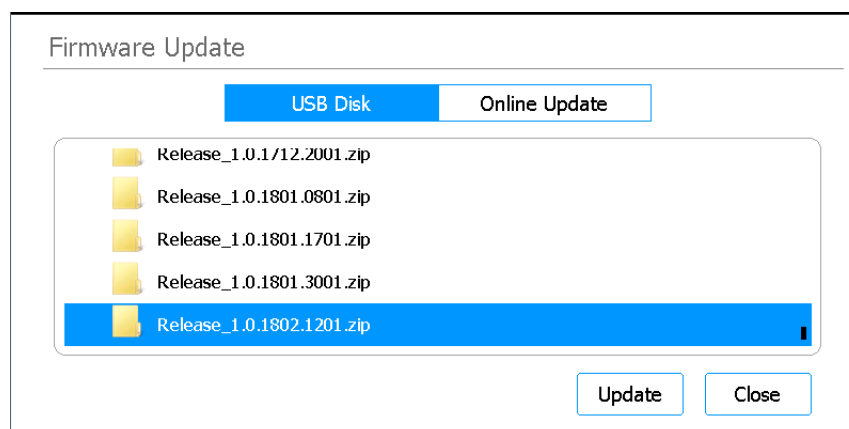 Firmware Update
USB Disk Online Update
Release_1.0.1712.2001.zip
Release_1.0.1801.0801.zip
Release_1.0.1801.1701.zip
Release_1.0.1801.3001.zip
Release_1.0.1802.1201.zip
Update Close